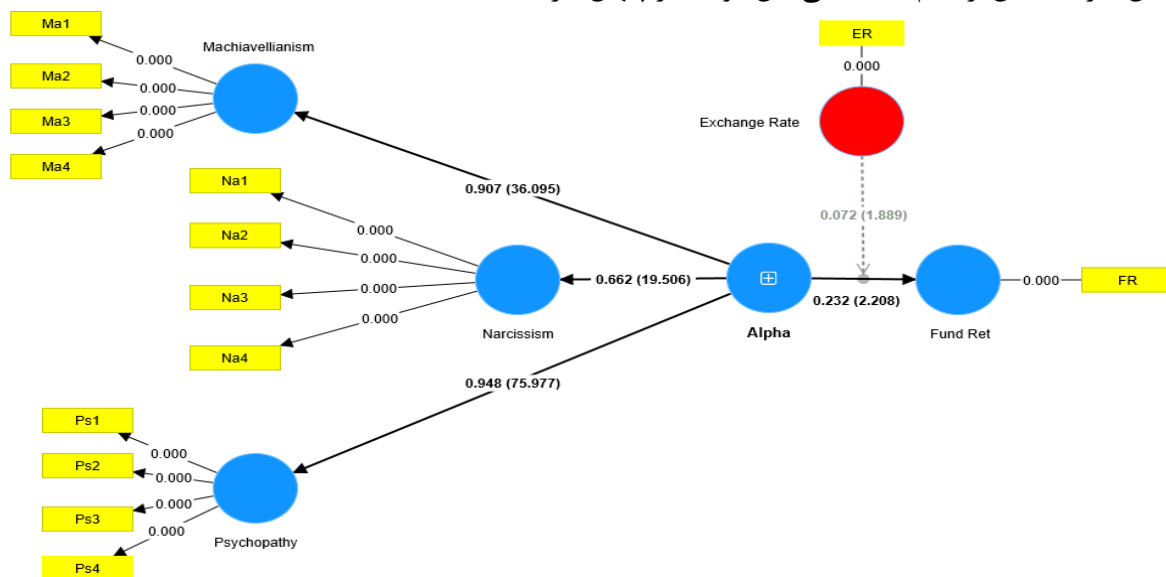 Ma1
Machiavellianism
ER
0.000
0.000
Ma2
0.000
Ma3
0.000
Exchange Rate
0.000
Ma4
Na1
0.907 (36.095)
0.072 (1.889)
Na2
0.000
0.000
0.662 (19.506)
0.000
FR
Na3
0.000
0.232 (2.208)
0.000
Narcissism
Alpha
Fund Ret
Na4
0.948 (75.977)
Ps1
0.000
Ps2
0.000
0.000
Ps3
0.000
Psychopathy
Ps4